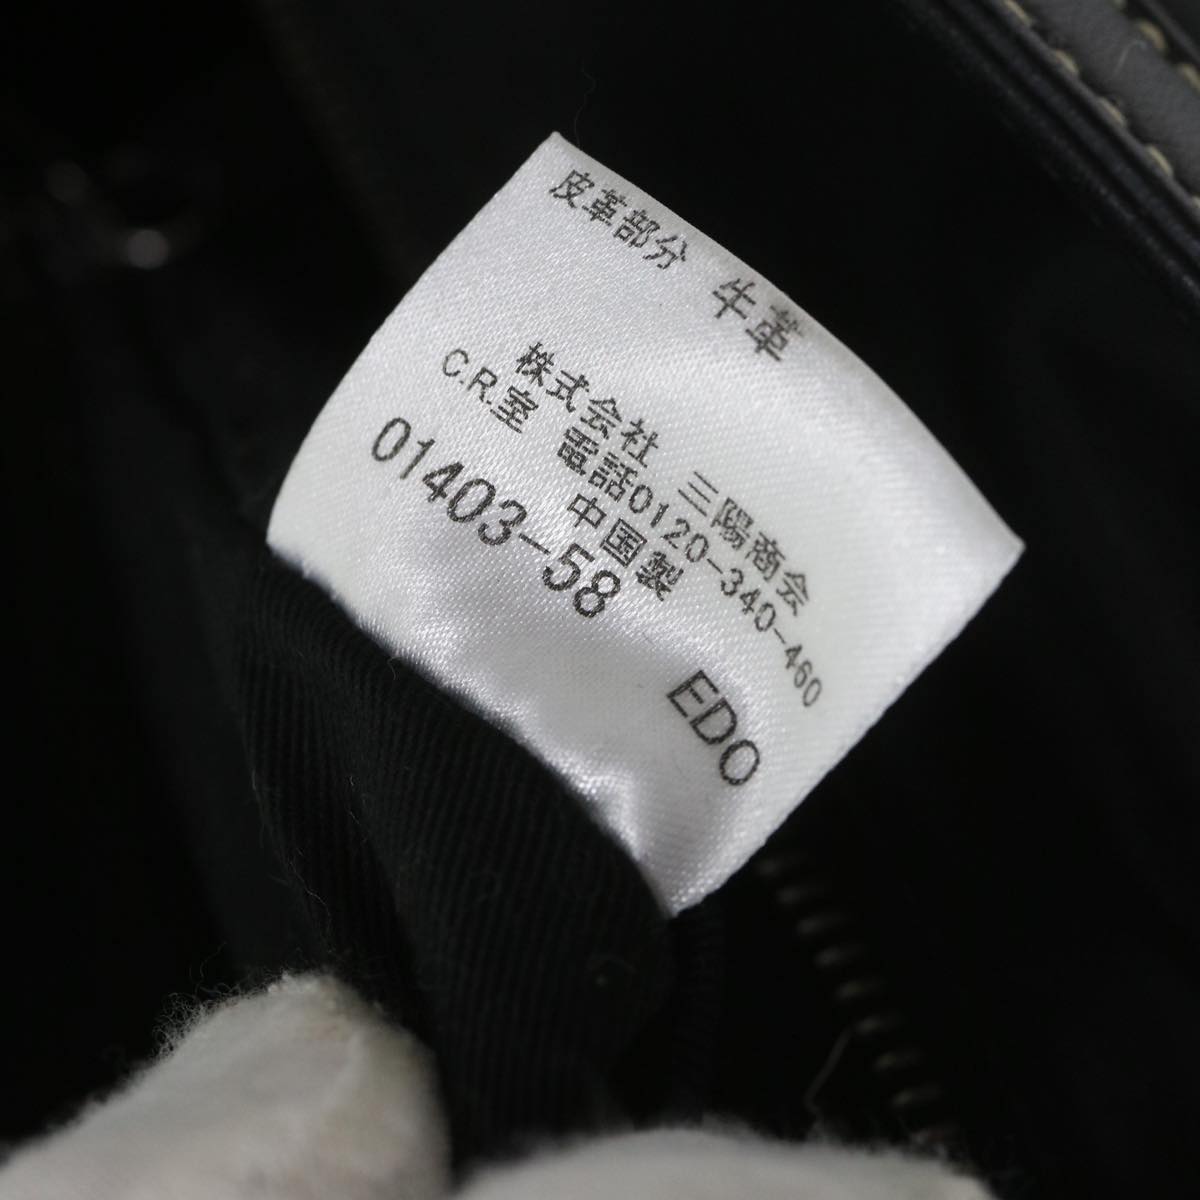 皮革部分 牛革
株式会社 三陽商会
C.R.室 電話0120-340-460
中国製
01403-58
EDO